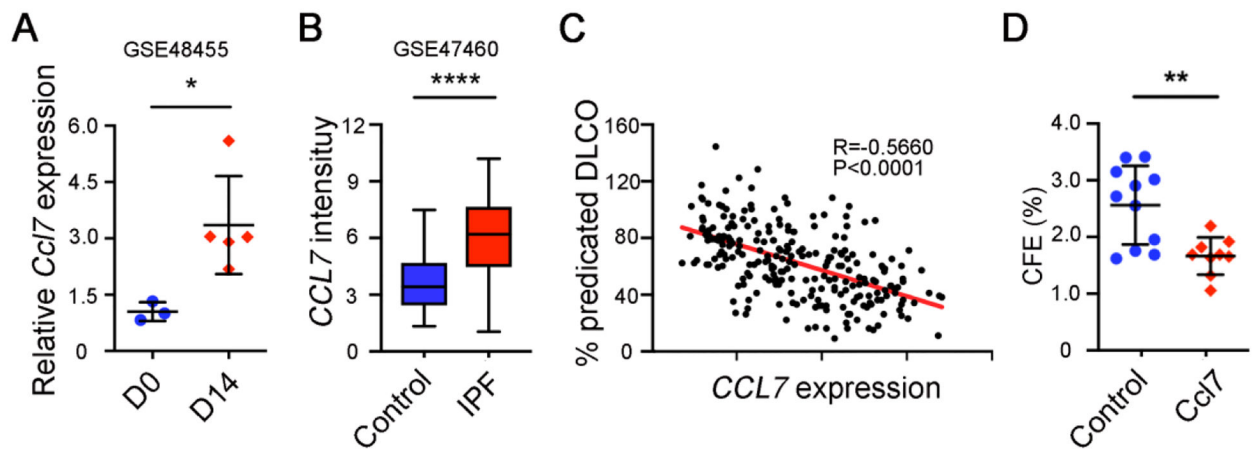 A
GSE48455
*
Relative Ccl7 expression
6.0
4.5
3.0
1.5
0
D0
D14
B
GSE47460
****
CCL7 intensituy
12
9
6
3
0
Control
IPF
C
% predicated DLCO
160
120
80
40
0
R=-0.5660
P<0.0001
CCL7 expression
D
**
CFE (%)
4.0
3.0
2.0
1.0
0
Control
Ccl7